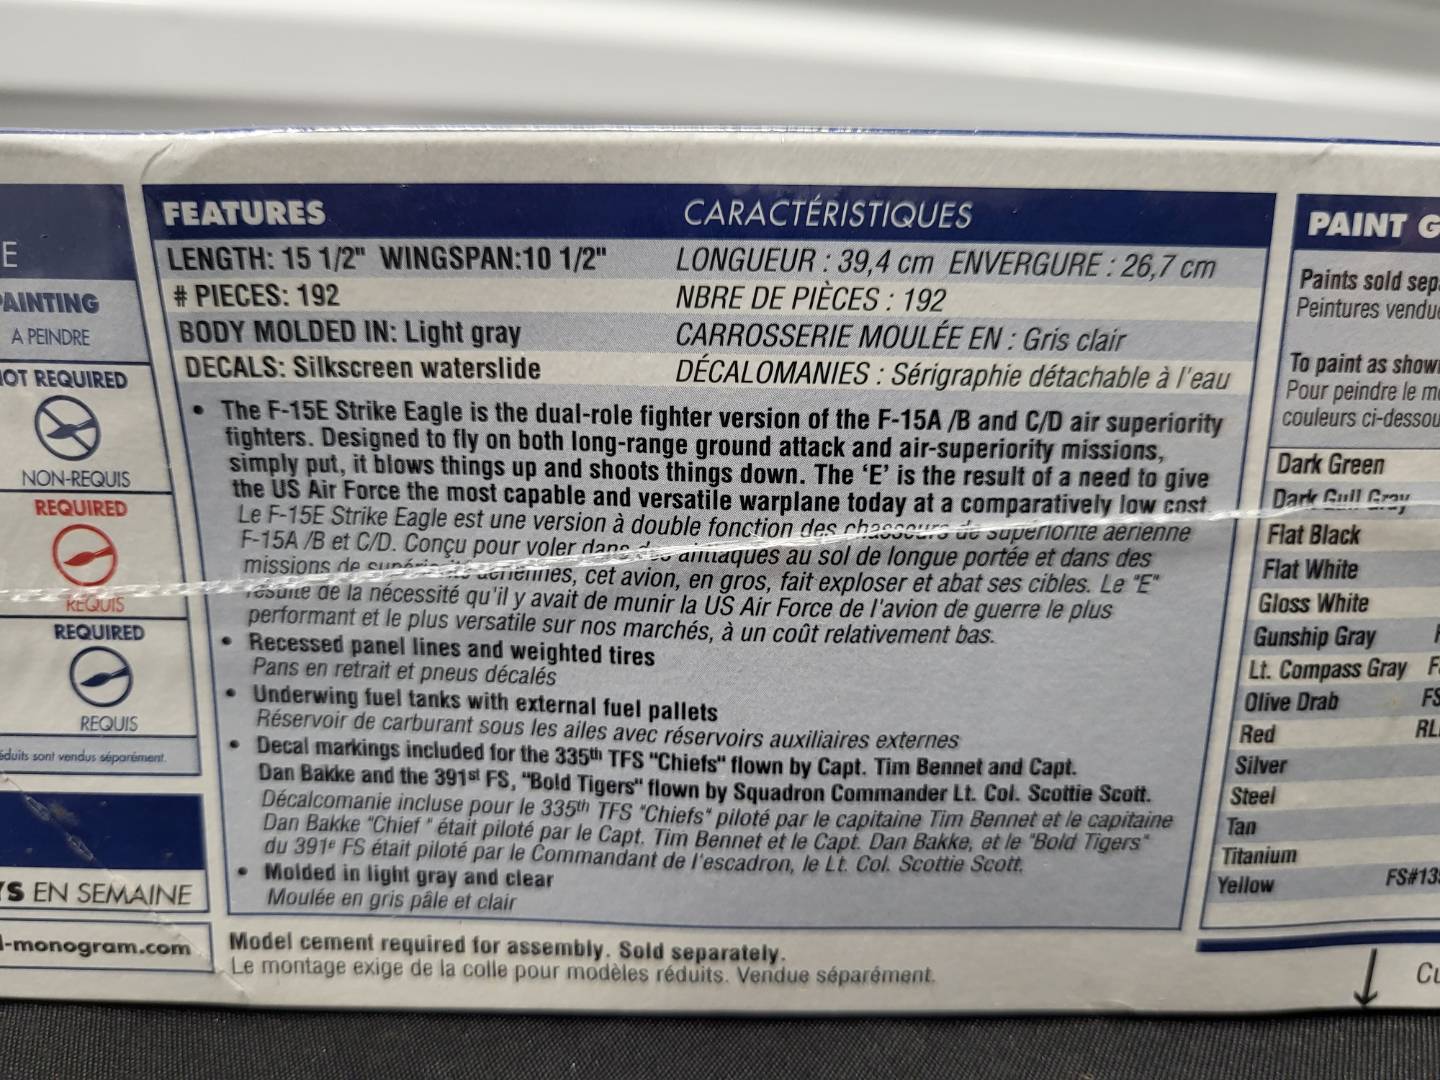 E
PAINTING
A PEINDRE
NOT REQUIRED
NON-REQUIS
REQUIRED
REQUIS
REQUIRED
REQUIS
sont vendus séparément.
EN SEMAINE
-monogram.com
FEATURES
CARACTÉRISTIQUES
LENGTH: 15 1/2" WINGSPAN:10 1/2"
LONGUEUR : 39,4 cm ENVERGURE : 26,7 cm
# PIECES: 192
NBRE DE PIÈCES : 192
BODY MOLDED IN: Light gray
CARROSSERIE MOULÉE EN : Gris clair
DECALS: Silkscreen waterslide
DÉCALOMANIES : Sérigraphie détachable à l'eau
• The F-15E Strike Eagle is the dual-role fighter version of the F-15A /B and C/D air superiority
fighters. Designed to fly on both long-range ground attack and air-superiority missions,
simply put, it blows things up and shoots things down. The 'E' is the result of a need to give
the US Air Force the most capable and versatile warplane today at a comparatively low cost.
Le F-15E Strike Eagle est une version à double fonction des chasseurs de supériorité aérienne
F-15A /B et C/D. Conçu pour voler dans des anttaques au sol de longue portée et dans des
missions de supériorité aériennes, cet avion, en gros, fait exploser et abat ses cibles. Le "E"
résulte de la nécessité qu'il y avait de munir la US Air Force de l'avion de guerre le plus
performant et le plus versatile sur nos marchés, à un coût relativement bas.
• Recessed panel lines and weighted tires
Pans en retrait et pneus décalés
• Underwing fuel tanks with external fuel pallets
Réservoir de carburant sous les ailes avec réservoirs auxiliaires externes
• Decal markings included for the 335th TFS "Chiefs" flown by Capt. Tim Bennet and Capt.
Dan Bakke and the 391st FS, "Bold Tigers" flown by Squadron Commander Lt. Col. Scottie Scott.
Décalcomanie incluse pour le 335th TFS "Chiefs" piloté par le capitaine Tim Bennet et le capitaine
Dan Bakke "Chief " était piloté par le Capt. Tim Bennet et le Capt. Dan Bakke, et le "Bold Tigers"
du 391e FS était piloté par le Commandant de l'escadron, le Lt. Col. Scottie Scott.
• Molded in light gray and clear
Moulée en gris pâle et clair
Model cement required for assembly. Sold separately.
Le montage exige de la colle pour modèles réduits. Vendue séparément.
PAINT G
Paints sold sep
Peintures vendu
To paint as show
Pour peindre le m
couleurs ci-dessou
Dark Green
Dark Gull Gray
Flat Black
Flat White
Gloss White
Gunship Gray
Lt. Compass Gray F
Olive Drab FS
Red RL
Silver
Steel
Tan
Titanium
Yellow FS#13